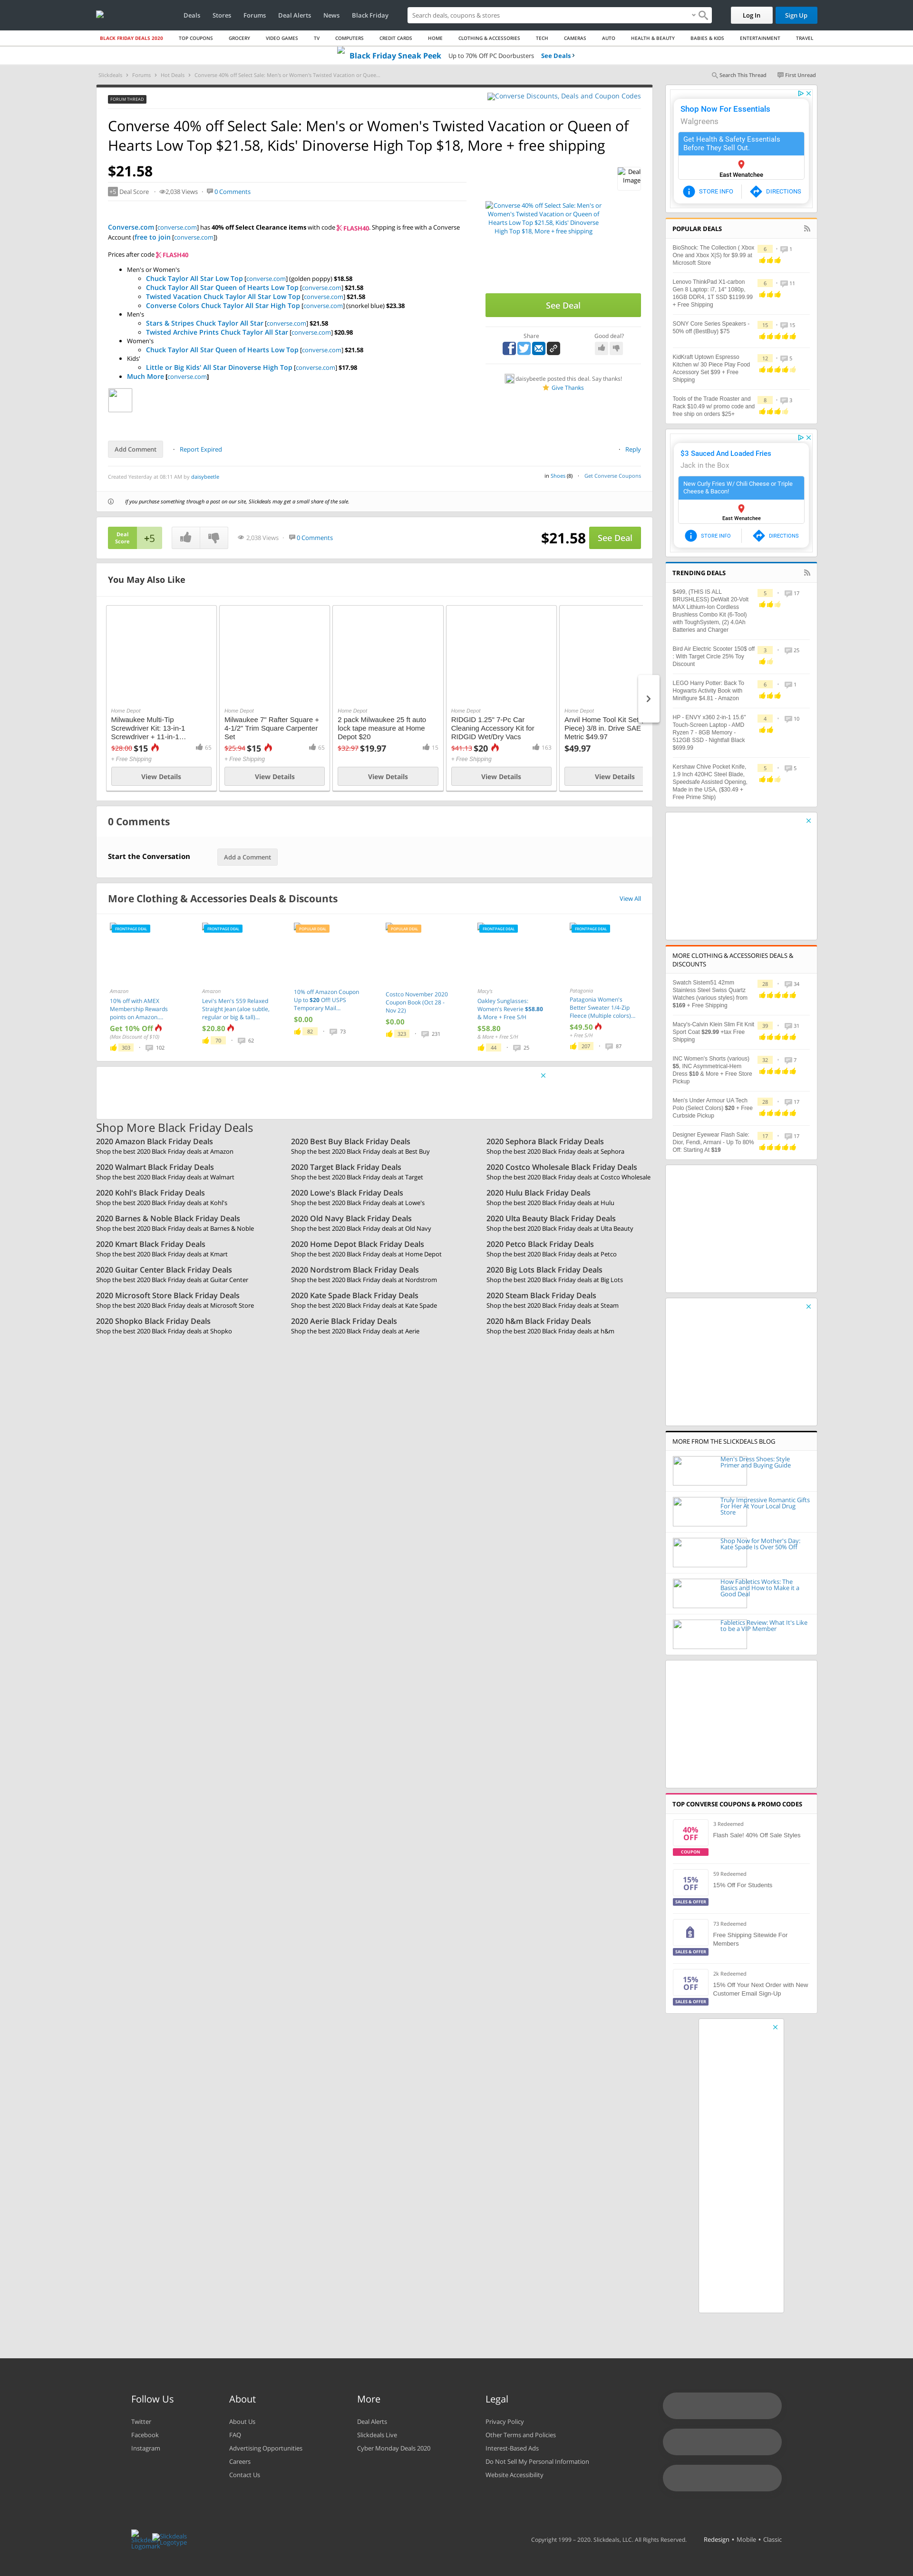 Deals Stores Forums Deal Alerts News Black Friday
Search deals, coupons & stores
Log In
Sign Up
BLACK FRIDAY DEALS 2020 TOP COUPONS GROCERY VIDEO GAMES TV COMPUTERS CREDIT CARDS HOME CLOTHING & ACCESSORIES TECH CAMERAS AUTO HEALTH & BEAUTY BABIES & KIDS ENTERTAINMENT TRAVEL
Black Friday Sneak Peek Up to 70% Off PC Doorbusters See Deals ›
Slickdeals › Forums › Hot Deals › Converse 40% off Select Sale: Men's or Women's Twisted Vacation or Quee...
Search This Thread
First Unread
FORUM THREAD
Converse Discounts, Deals and Coupon Codes
Converse 40% off Select Sale: Men's or Women's Twisted Vacation or Queen of
Hearts Low Top $21.58, Kids' Dinoverse High Top $18, More + free shipping
$21.58
Deal Image
+5 Deal Score · 2,038 Views · 0 Comments
Converse 40% off Select Sale: Men's or
Women's Twisted Vacation or Queen of
Hearts Low Top $21.58, Kids' Dinoverse
High Top $18, More + free shipping
Converse.com [converse.com] has 40% off Select Clearance items with code FLASH40. Shipping is free with a Converse
Account (free to join [converse.com])
Prices after code FLASH40
Men's or Women's
Chuck Taylor All Star Low Top [converse.com] (golden poppy) $18.58
Chuck Taylor All Star Queen of Hearts Low Top [converse.com] $21.58
Twisted Vacation Chuck Taylor All Star Low Top [converse.com] $21.58
Converse Colors Chuck Taylor All Star High Top [converse.com] (snorkel blue) $23.38
Men's
Stars & Stripes Chuck Taylor All Star [converse.com] $21.58
Twisted Archive Prints Chuck Taylor All Star [converse.com] $20.98
Women's
Chuck Taylor All Star Queen of Hearts Low Top [converse.com] $21.58
Kids'
Little or Big Kids' All Star Dinoverse High Top [converse.com] $17.98
Much More [converse.com]
See Deal
Share
Good deal?
daisybeetle posted this deal. Say thanks!
Give Thanks
Add Comment · Report Expired
· Reply
Created Yesterday at 08:11 AM by daisybeetle
in Shoes (8) · Get Converse Coupons
If you purchase something through a post on our site, Slickdeals may get a small share of the sale.
Deal Score +5
2,038 Views · 0 Comments
$21.58 See Deal
You May Also Like
Home Depot
Milwaukee Multi-Tip
Screwdriver Kit: 13-in-1
Screwdriver + 11-in-1...
$28.00 $15 65
+ Free Shipping
View Details
Home Depot
Milwaukee 7" Rafter Square +
4-1/2" Trim Square Carpenter
Set
$25.94 $15 65
+ Free Shipping
View Details
Home Depot
2 pack Milwaukee 25 ft auto
lock tape measure at Home
Depot $20
$32.97 $19.97 15
View Details
Home Depot
RIDGID 1.25" 7-Pc Car
Cleaning Accessory Kit for
RIDGID Wet/Dry Vacs
$41.13 $20 163
+ Free Shipping
View Details
Home Depot
Anvil Home Tool Kit Set
Piece) 3/8 in. Drive SAE
Metric $49.97
$49.97
View Details
0 Comments
Start the Conversation
Add a Comment
More Clothing & Accessories Deals & Discounts
View All
FRONTPAGE DEAL
Amazon
10% off with AMEX
Membership Rewards
points on Amazon...
Get 10% Off
(Max Discount of $10)
303 · 102
FRONTPAGE DEAL
Amazon
Levi's Men's 559 Relaxed
Straight Jean (aloe subtle,
regular or big & tall)...
$20.80
70 · 62
POPULAR DEAL
10% off Amazon Coupon
Up to $20 Off! USPS
Temporary Mail...
$0.00
82 · 73
POPULAR DEAL
Costco November 2020
Coupon Book (Oct 28 -
Nov 22)
$0.00
323 · 231
FRONTPAGE DEAL
Macy's
Oakley Sunglasses:
Women's Reverie $58.80
& More + Free S/H
$58.80
& More + Free S/H
44 · 25
FRONTPAGE DEAL
Patagonia
Patagonia Women's
Better Sweater 1/4-Zip
Fleece (Multiple colors)...
$49.50
+ Free S/H
207 · 87
Shop More Black Friday Deals
2020 Amazon Black Friday Deals
Shop the best 2020 Black Friday deals at Amazon
2020 Best Buy Black Friday Deals
Shop the best 2020 Black Friday deals at Best Buy
2020 Sephora Black Friday Deals
Shop the best 2020 Black Friday deals at Sephora
2020 Walmart Black Friday Deals
Shop the best 2020 Black Friday deals at Walmart
2020 Target Black Friday Deals
Shop the best 2020 Black Friday deals at Target
2020 Costco Wholesale Black Friday Deals
Shop the best 2020 Black Friday deals at Costco Wholesale
2020 Kohl's Black Friday Deals
Shop the best 2020 Black Friday deals at Kohl's
2020 Lowe's Black Friday Deals
Shop the best 2020 Black Friday deals at Lowe's
2020 Hulu Black Friday Deals
Shop the best 2020 Black Friday deals at Hulu
2020 Barnes & Noble Black Friday Deals
Shop the best 2020 Black Friday deals at Barnes & Noble
2020 Old Navy Black Friday Deals
Shop the best 2020 Black Friday deals at Old Navy
2020 Ulta Beauty Black Friday Deals
Shop the best 2020 Black Friday deals at Ulta Beauty
2020 Kmart Black Friday Deals
Shop the best 2020 Black Friday deals at Kmart
2020 Home Depot Black Friday Deals
Shop the best 2020 Black Friday deals at Home Depot
2020 Petco Black Friday Deals
Shop the best 2020 Black Friday deals at Petco
2020 Guitar Center Black Friday Deals
Shop the best 2020 Black Friday deals at Guitar Center
2020 Nordstrom Black Friday Deals
Shop the best 2020 Black Friday deals at Nordstrom
2020 Big Lots Black Friday Deals
Shop the best 2020 Black Friday deals at Big Lots
2020 Microsoft Store Black Friday Deals
Shop the best 2020 Black Friday deals at Microsoft Store
2020 Kate Spade Black Friday Deals
Shop the best 2020 Black Friday deals at Kate Spade
2020 Steam Black Friday Deals
Shop the best 2020 Black Friday deals at Steam
2020 Shopko Black Friday Deals
Shop the best 2020 Black Friday deals at Shopko
2020 Aerie Black Friday Deals
Shop the best 2020 Black Friday deals at Aerie
2020 h&m Black Friday Deals
Shop the best 2020 Black Friday deals at h&m
Shop Now For Essentials
Walgreens
Get Health & Safety Essentials
Before They Sell Out.
East Wenatchee
STORE INFO DIRECTIONS
POPULAR DEALS
BioShock: The Collection ( Xbox
One and Xbox X|S) for $9.99 at
Microsoft Store
6 · 1
Lenovo ThinkPad X1-carbon
Gen 8 Laptop: i7, 14" 1080p,
16GB DDR4, 1T SSD $1199.99
+ Free Shipping
6 · 11
SONY Core Series Speakers -
50% off (BestBuy) $75
15 · 15
KidKraft Uptown Espresso
Kitchen w/ 30 Piece Play Food
Accessory Set $99 + Free
Shipping
12 · 5
Tools of the Trade Roaster and
Rack $10.49 w/ promo code and
free ship on orders $25+
8 · 3
$3 Sauced And Loaded Fries
Jack in the Box
New Curly Fries W/ Chili Cheese or Triple
Cheese & Bacon!
East Wenatchee
STORE INFO DIRECTIONS
TRENDING DEALS
$499, (THIS IS ALL
BRUSHLESS) DeWalt 20-Volt
MAX Lithium-Ion Cordless
Brushless Combo Kit (6-Tool)
with ToughSystem, (2) 4.0Ah
Batteries and Charger
5 · 17
Bird Air Electric Scooter 150$ off
: With Target Circle 25% Toy
Discount
3 · 25
LEGO Harry Potter: Back To
Hogwarts Activity Book with
Minifigure $4.81 - Amazon
6 · 1
HP - ENVY x360 2-in-1 15.6"
Touch-Screen Laptop - AMD
Ryzen 7 - 8GB Memory -
512GB SSD - Nightfall Black
$699.99
4 · 10
Kershaw Chive Pocket Knife,
1.9 Inch 420HC Steel Blade,
Speedsafe Assisted Opening,
Made in the USA, ($30.49 +
Free Prime Ship)
5 · 5
MORE CLOTHING & ACCESSORIES DEALS &
DISCOUNTS
Swatch Sistem51 42mm
Stainless Steel Swiss Quartz
Watches (various styles) from
$169 + Free Shipping
28 · 34
Macy's-Calvin Klein Slim Fit Knit
Sport Coat $29.99 +tax Free
Shipping
39 · 31
INC Women's Shorts (various)
$5, INC Asymmetrical-Hem
Dress $10 & More + Free Store
Pickup
32 · 7
Men's Under Armour UA Tech
Polo (Select Colors) $20 + Free
Curbside Pickup
28 · 17
Designer Eyewear Flash Sale;
Dior, Fendi, Armani - Up To 80%
Off: Starting At $19
17 · 17
MORE FROM THE SLICKDEALS BLOG
Men's Dress Shoes: Style
Primer and Buying Guide
Truly Impressive Romantic Gifts
For Her At Your Local Drug
Store
Shop Now for Mother's Day:
Kate Spade Is Over 50% Off
How Fabletics Works: The
Basics and How to Make it a
Good Deal
Fabletics Review: What It's Like
to be a VIP Member
TOP CONVERSE COUPONS & PROMO CODES
40% OFF
COUPON
3 Redeemed
Flash Sale! 40% Off Sale Styles
15% OFF
SALES & OFFER
59 Redeemed
15% Off For Students
SALES & OFFER
73 Redeemed
Free Shipping Sitewide For
Members
15% OFF
SALES & OFFER
2k Redeemed
15% Off Your Next Order with New
Customer Email Sign-Up
Follow Us
Twitter
Facebook
Instagram
About
About Us
FAQ
Advertising Opportunities
Careers
Contact Us
More
Deal Alerts
Slickdeals Live
Cyber Monday Deals 2020
Legal
Privacy Policy
Other Terms and Policies
Interest-Based Ads
Do Not Sell My Personal Information
Website Accessibility
Slickdeals Logomark
Slickdeals Logotype
Copyright 1999 – 2020. Slickdeals, LLC. All Rights Reserved.
Redesign • Mobile • Classic